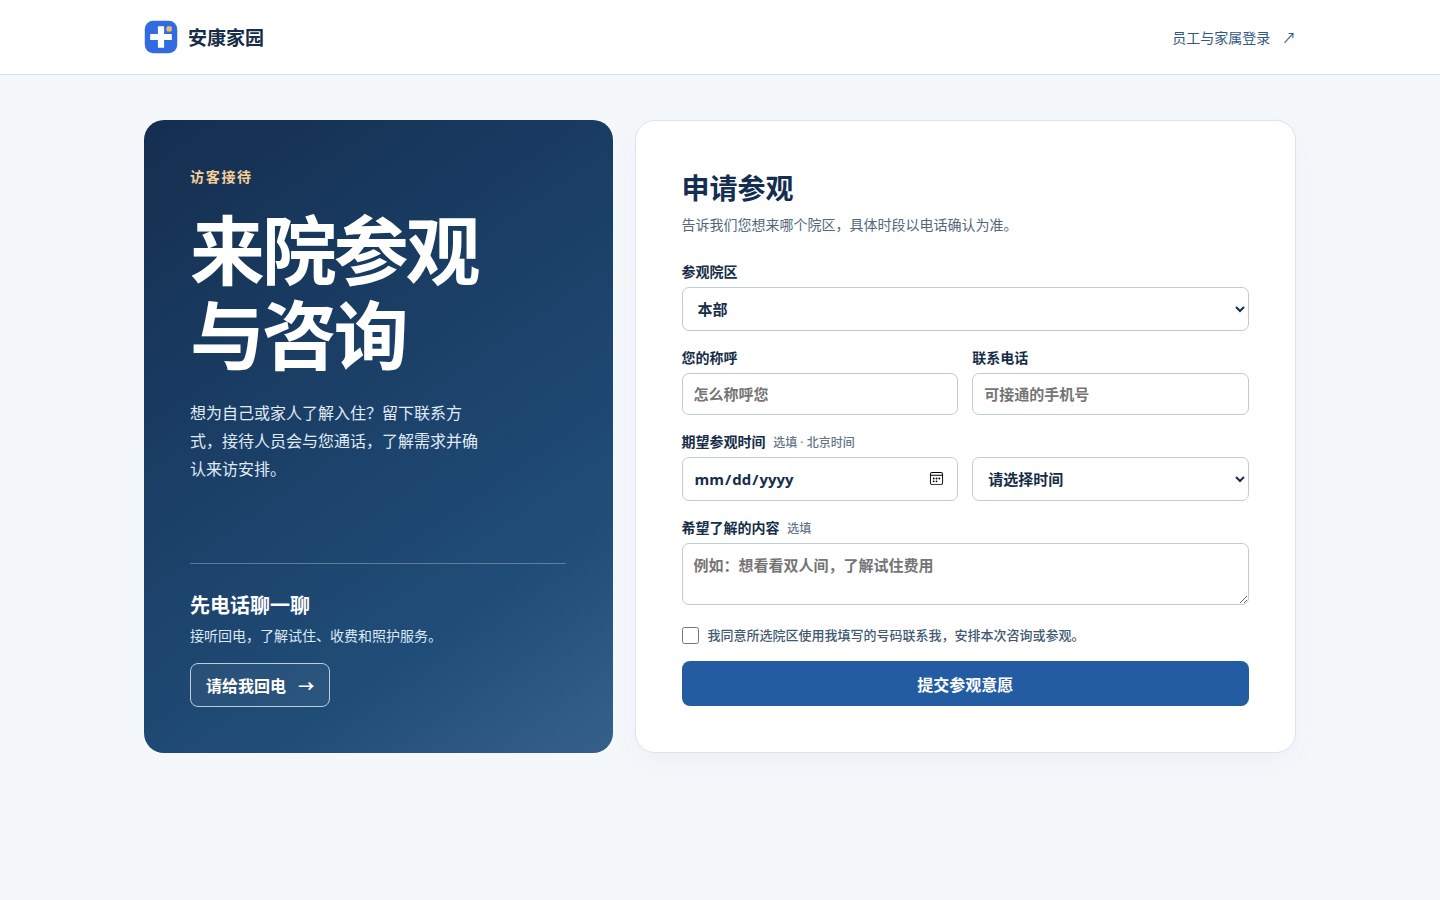 安康家园
员工与家属登录 ↗
访客接待
来院参观
与咨询
想为自己或家人了解入住？留下联系方
式，接待人员会与您通话，了解需求并确
认来访安排。
先电话聊一聊
接听回电，了解试住、收费和照护服务。
请给我回电 →
申请参观
告诉我们您想来哪个院区，具体时段以电话确认为准。
参观院区
本部
您的称呼
联系电话
怎么称呼您
可接通的手机号
期望参观时间 选填 · 北京时间
mm/dd/yyyy
请选择时间
希望了解的内容 选填
例如：想看看双人间，了解试住费用
我同意所选院区使用我填写的号码联系我，安排本次咨询或参观。
提交参观意愿